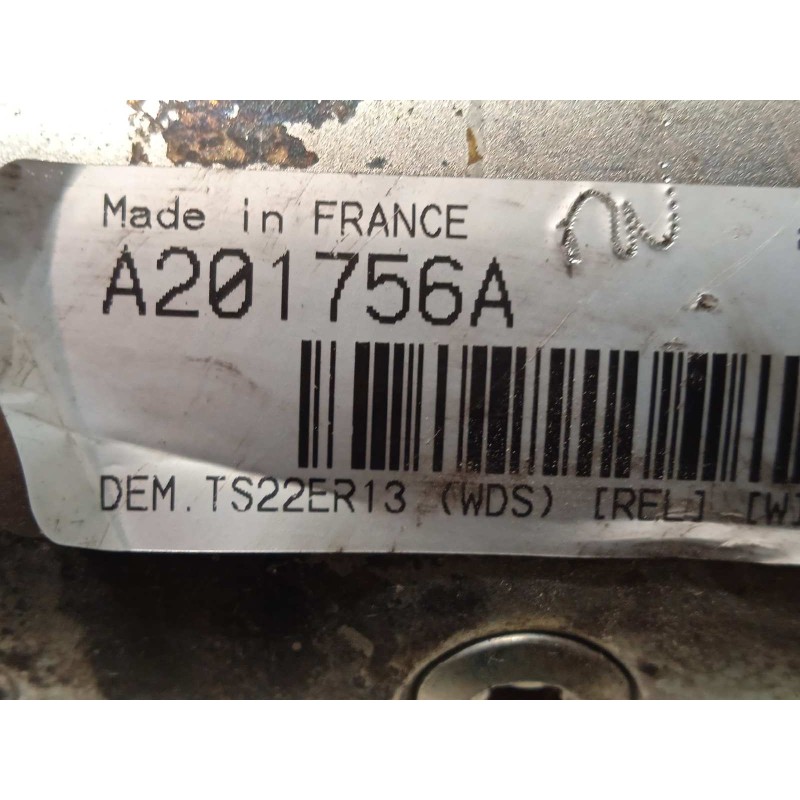 Made in FRANCE
A201756A
DEM. TS22ER13 (WDS) [REL] [W]